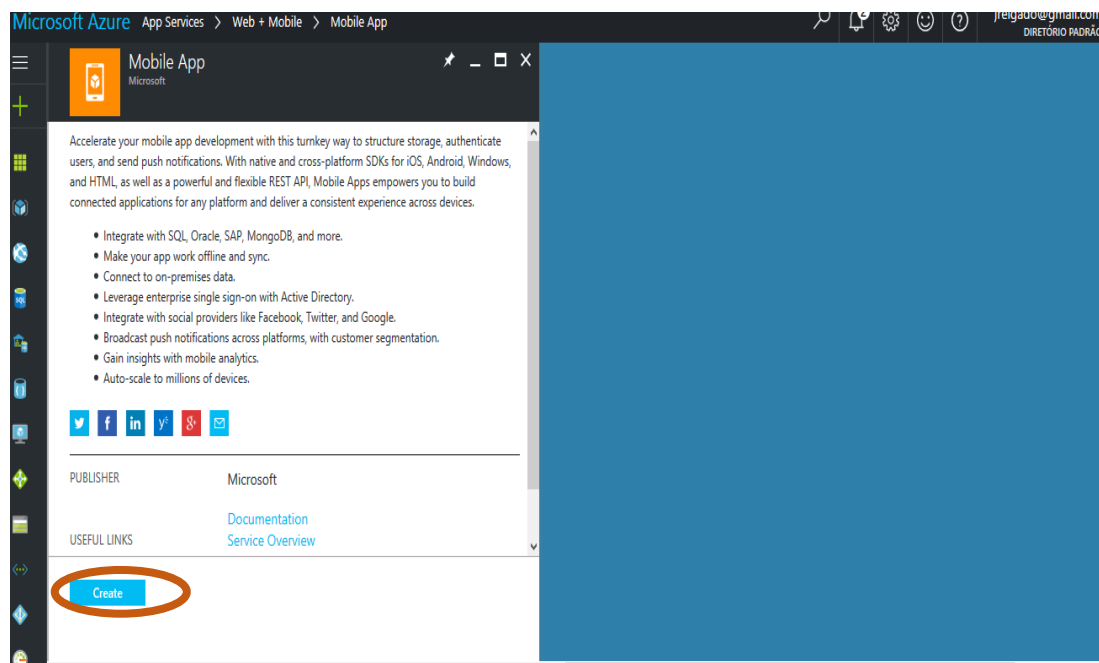 Microsoft Azure App Services > Web + Mobile > Mobile App
2
?
jfelgado@gmail.com
DIRETÓRIO PADRÃO
Mobile App
Microsoft
Accelerate your mobile app development with this turnkey way to structure storage, authenticate
users, and send push notifications. With native and cross-platform SDKs for iOS, Android, Windows,
and HTML, as well as a powerful and flexible REST API, Mobile Apps empowers you to build
connected applications for any platform and deliver a consistent experience across devices.
• Integrate with SQL, Oracle, SAP, MongoDB, and more.
• Make your app work offline and sync.
• Connect to on-premises data.
• Leverage enterprise single sign-on with Active Directory.
• Integrate with social providers like Facebook, Twitter, and Google.
• Broadcast push notifications across platforms, with customer segmentation.
• Gain insights with mobile analytics.
• Auto-scale to millions of devices.
SQL
PUBLISHER Microsoft
Documentation
USEFUL LINKS Service Overview
Create